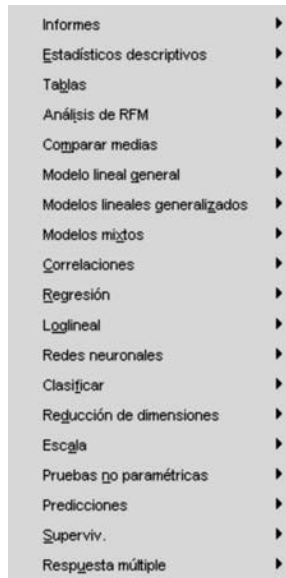 Informes
Estadísticos descriptivos
Tablas
Análisis de RFM
Comparar medias
Modelo lineal general
Modelos lineales generalizados
Modelos mixtos
Correlaciones
Regresión
Loglineal
Redes neuronales
Clasificar
Reducción de dimensiones
Escala
Pruebas no paramétricas
Predicciones
Superviv.
Respuesta múltiple